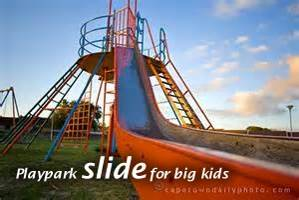 Playpark slide for big kids
© capetowndailyphoto.com